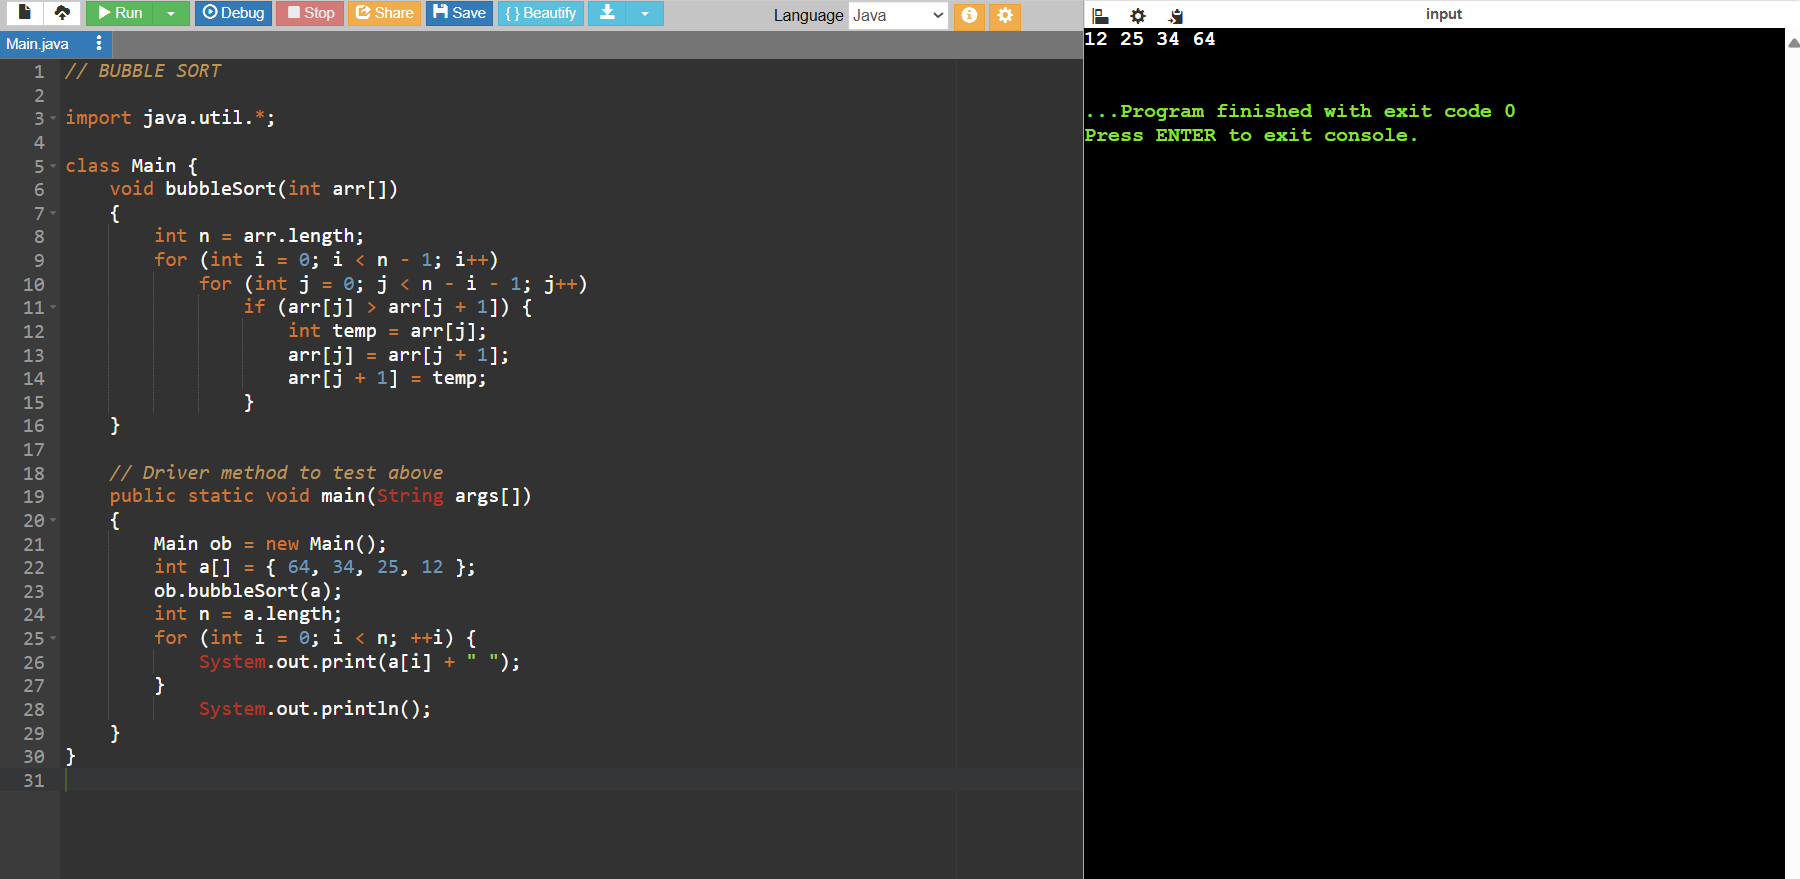 Run Debug Stop Share Save {} Beautify Language Java
Main.java
1 // BUBBLE SORT
2
3 import java.util.*;
4
5 class Main {
6     void bubbleSort(int arr[])
7     {
8         int n = arr.length;
9         for (int i = 0; i < n - 1; i++)
10             for (int j = 0; j < n - i - 1; j++)
11                 if (arr[j] > arr[j + 1]) {
12                     int temp = arr[j];
13                     arr[j] = arr[j + 1];
14                     arr[j + 1] = temp;
15                 }
16     }
17
18     // Driver method to test above
19     public static void main(String args[])
20     {
21         Main ob = new Main();
22         int a[] = { 64, 34, 25, 12 };
23         ob.bubbleSort(a);
24         int n = a.length;
25         for (int i = 0; i < n; ++i) {
26             System.out.print(a[i] + " ");
27         }
28             System.out.println();
29     }
30 }
31
input
12 25 34 64
...Program finished with exit code 0
Press ENTER to exit console.